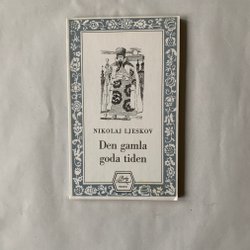 NIKOLAJ LJESKOV
Den gamla
goda tiden